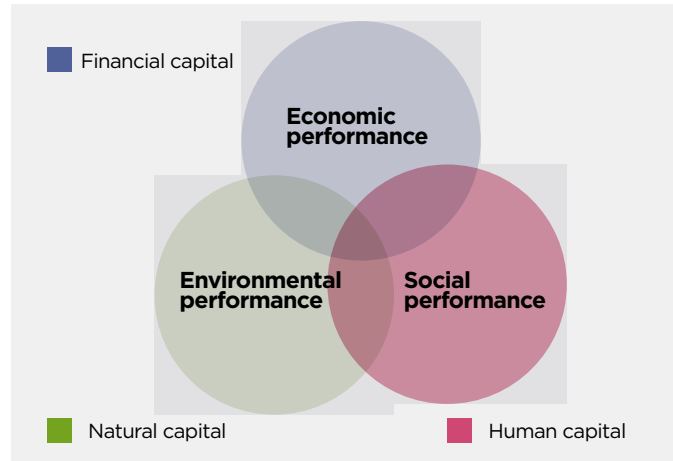 Financial capital
Economic
performance
Environmental
performance
Social
performance
Natural capital
Human capital